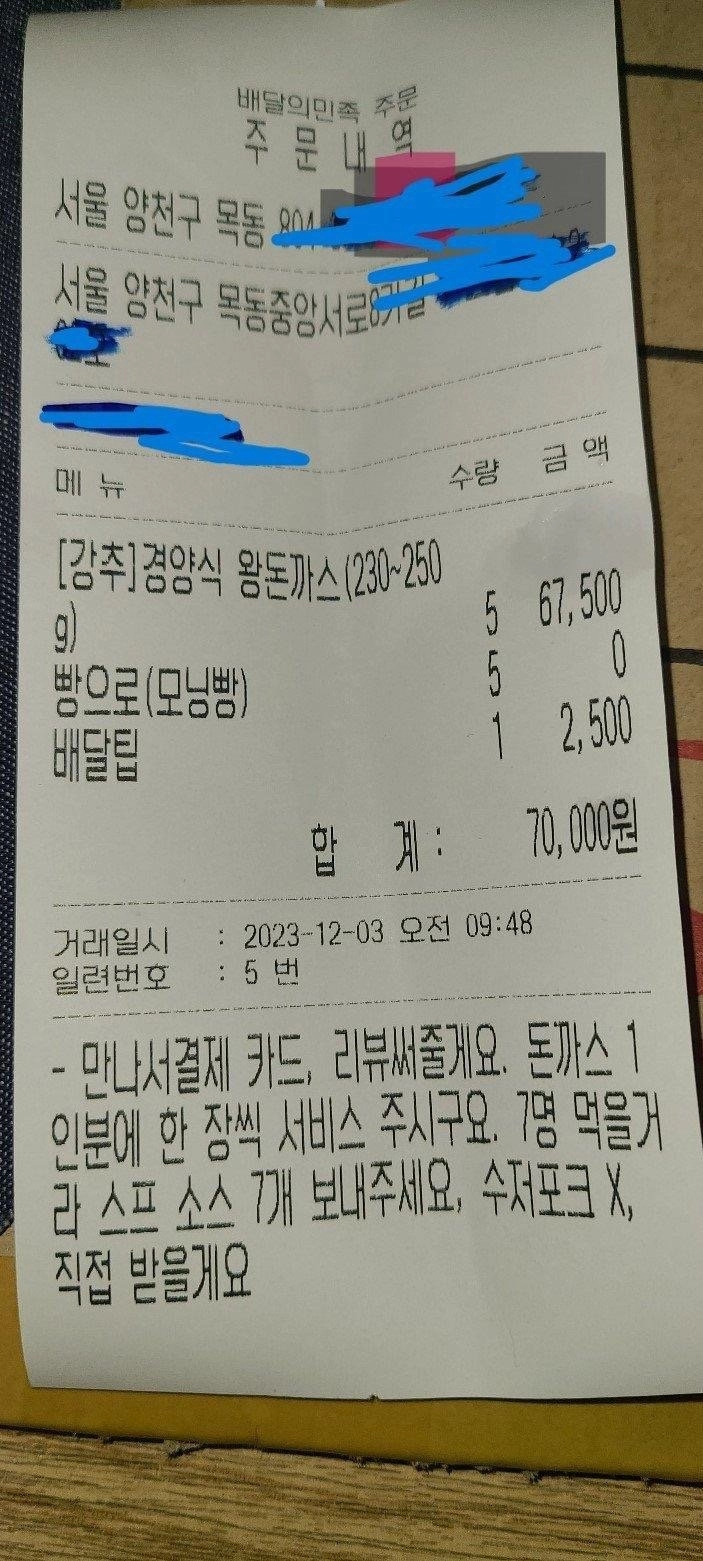 배달의민족 주문
주 문 내 역
서울 양천구 목동 804
서울 양천구 목동중앙서로8가길
메 뉴 수량 금 액
[강추]경양식 왕돈까스(230~250
g) 5 67,500
빵으로(모닝빵) 5 0
배달팁 1 2,500
합 계 : 70,000원
거래일시 : 2023-12-03 오전 09:48
일련번호 : 5 번
- 만나서결제 카드, 리뷰써줄게요. 돈까스 1
인분에 한 장씩 서비스 주시구요. 7명 먹을거
라 스프 소스 7개 보내주세요, 수저포크 X,
직접 받을게요